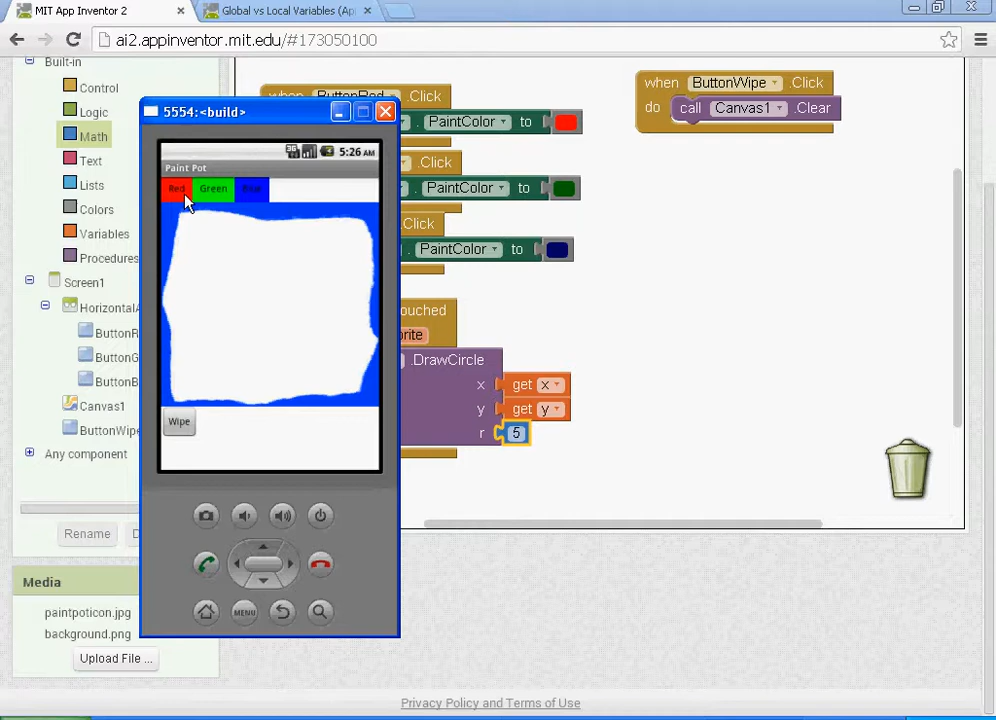 MIT App Inventor 2 ×
Global vs Local Variables (Ap ×
ai2.appinventor.mit.edu/#173050100
Built-in
Control
Logic
Math
Text
Lists
Colors
Variables
Procedures
Screen1
HorizontalA
ButtonR
ButtonG
ButtonB
Canvas1
ButtonWipe
Any component
Rename D
Media
paintpoticon.jpg
background.png
Upload File ...
5554:<build>
3G 5:26 AM
Paint Pot
Red Green Blue
Wipe
MENU
when ButtonRed .Click
. PaintColor to
.Click
. PaintColor to
.Click
. PaintColor to
ouched
.DrawCircle
x get x
y get y
r 5
when ButtonWipe .Click
do call Canvas1 .Clear
Privacy Policy and Terms of Use